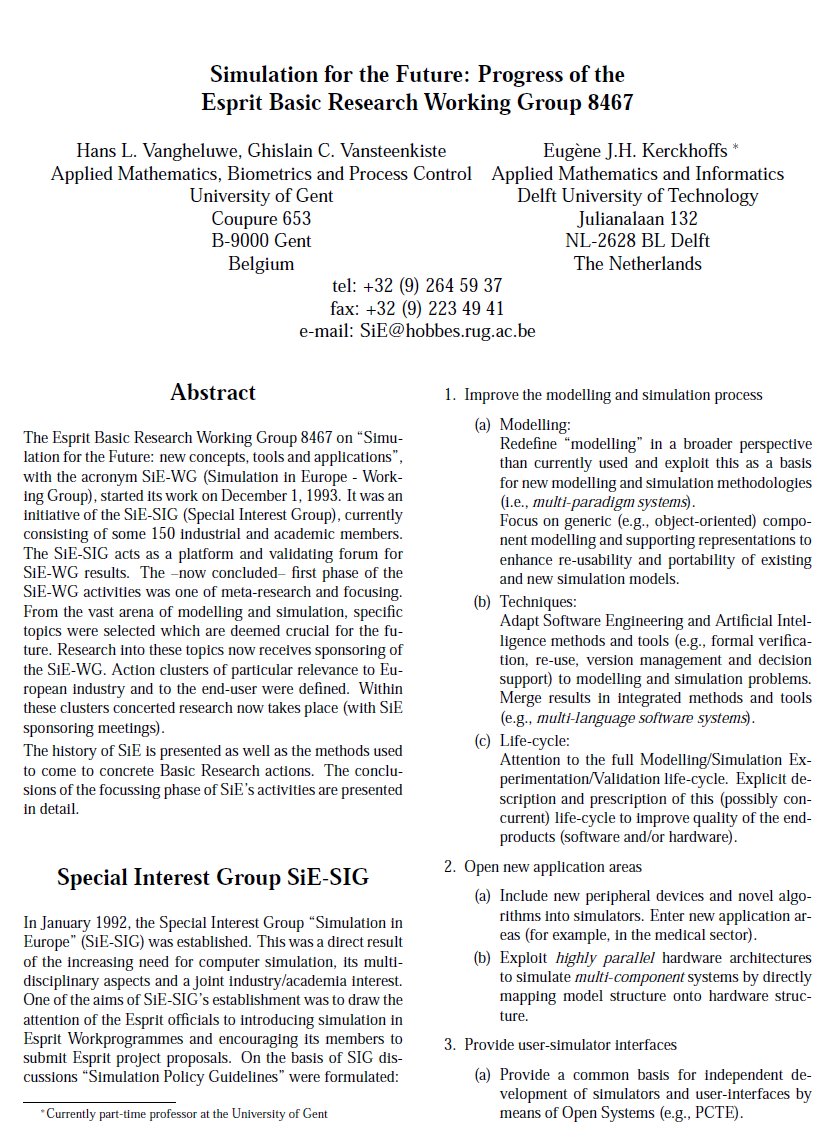 Simulation for the Future: Progress of the
Esprit Basic Research Working Group 8467
Hans L. Vangheluwe, Ghislain C. Vansteenkiste
Applied Mathematics, Biometrics and Process Control
University of Gent
Coupure 653
B-9000 Gent
Belgium
Eugène J.H. Kerckhoffs *
Applied Mathematics and Informatics
Delft University of Technology
Julianalaan 132
NL-2628 BL Delft
The Netherlands
tel: +32 (9) 264 59 37
fax: +32 (9) 223 49 41
e-mail: SiE@hobbes.rug.ac.be
Abstract
The Esprit Basic Research Working Group 8467 on “Simu-
lation for the Future: new concepts, tools and applications”,
with the acronym SiE-WG (Simulation in Europe - Work-
ing Group), started its work on December 1, 1993. It was an
initiative of the SiE-SIG (Special Interest Group), currently
consisting of some 150 industrial and academic members.
The SiE-SIG acts as a platform and validating forum for
SiE-WG results. The –now concluded– first phase of the
SiE-WG activities was one of meta-research and focusing.
From the vast arena of modelling and simulation, specific
topics were selected which are deemed crucial for the fu-
ture. Research into these topics now receives sponsoring of
the SiE-WG. Action clusters of particular relevance to Eu-
ropean industry and to the end-user were defined. Within
these clusters concerted research now takes place (with SiE
sponsoring meetings).
The history of SiE is presented as well as the methods used
to come to concrete Basic Research actions. The conclu-
sions of the focussing phase of SiE’s activities are presented
in detail.
Special Interest Group SiE-SIG
In January 1992, the Special Interest Group “Simulation in
Europe” (SiE-SIG) was established. This was a direct result
of the increasing need for computer simulation, its multi-
disciplinary aspects and a joint industry/academia interest.
One of the aims of SiE-SIG’s establishment was to draw the
attention of the Esprit officials to introducing simulation in
Esprit Workprogrammes and encouraging its members to
submit Esprit project proposals. On the basis of SIG dis-
cussions “Simulation Policy Guidelines” were formulated:
*Currently part-time professor at the University of Gent
1. Improve the modelling and simulation process
(a) Modelling:
Redefine “modelling” in a broader perspective
than currently used and exploit this as a basis
for new modelling and simulation methodologies
(i.e., multi-paradigm systems).
Focus on generic (e.g., object-oriented) compo-
nent modelling and supporting representations to
enhance re-usability and portability of existing
and new simulation models.
(b) Techniques:
Adapt Software Engineering and Artificial Intel-
ligence methods and tools (e.g., formal verifica-
tion, re-use, version management and decision
support) to modelling and simulation problems.
Merge results in integrated methods and tools
(e.g., multi-language software systems).
(c) Life-cycle:
Attention to the full Modelling/Simulation Ex-
perimentation/Validation life-cycle. Explicit de-
scription and prescription of this (possibly con-
current) life-cycle to improve quality of the end-
products (software and/or hardware).
2. Open new application areas
(a) Include new peripheral devices and novel algo-
rithms into simulators. Enter new application ar-
eas (for example, in the medical sector).
(b) Exploit highly parallel hardware architectures
to simulate multi-component systems by directly
mapping model structure onto hardware struc-
ture.
3. Provide user-simulator interfaces
(a) Provide a common basis for independent de-
velopment of simulators and user-interfaces by
means of Open Systems (e.g., PCTE).